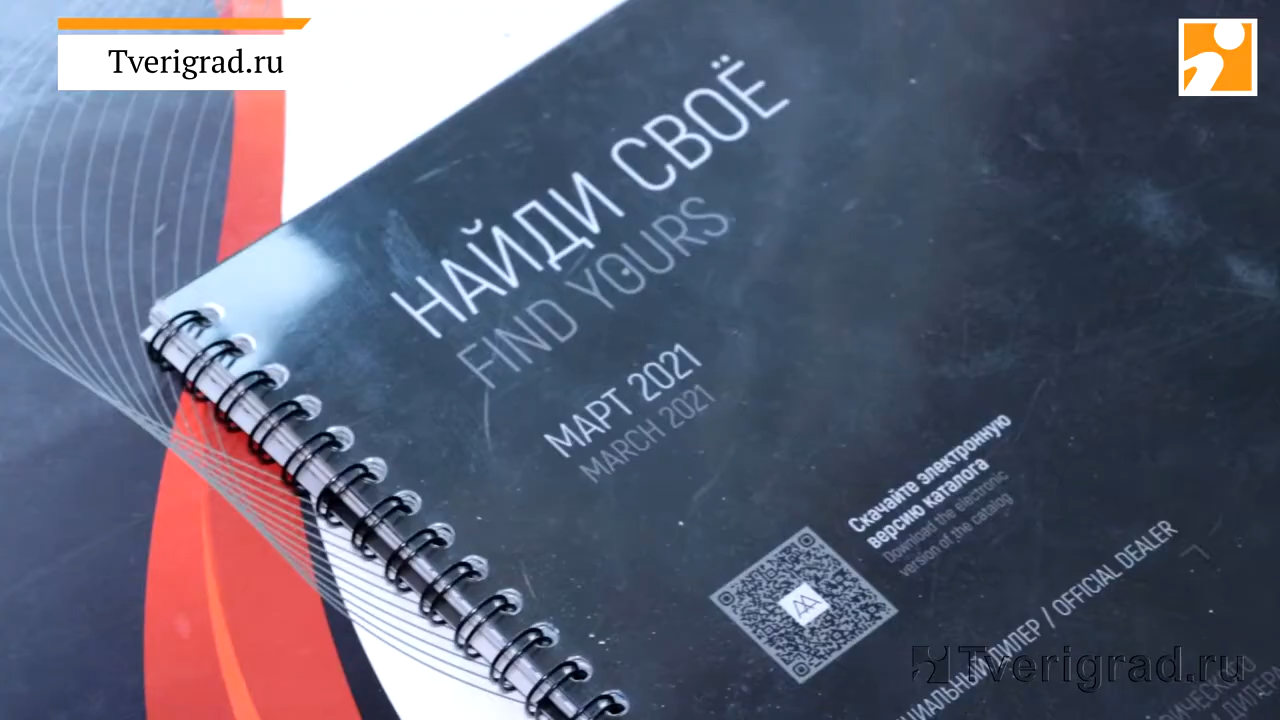 Tverigrad.ru
НАЙДИ СВОЁ
FIND YOURS
МАРТ 2021
MARCH 2021
Скачайте электронную
версию каталога
Download the electronic
version of the catalog
ДИЛЕР / OFFICIAL DEALER
Tverigrad.ru